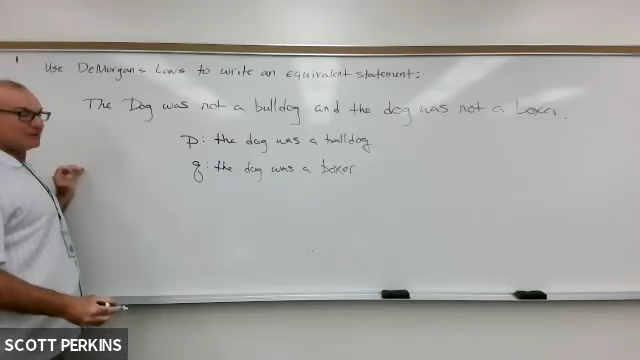 Use DeMorgan's Laws to write an equivalent statement:
The Dog was not a bulldog and the dog was not a boxer.
p: the dog was a bulldog
q: the dog was a boxer
SCOTT PERKINS